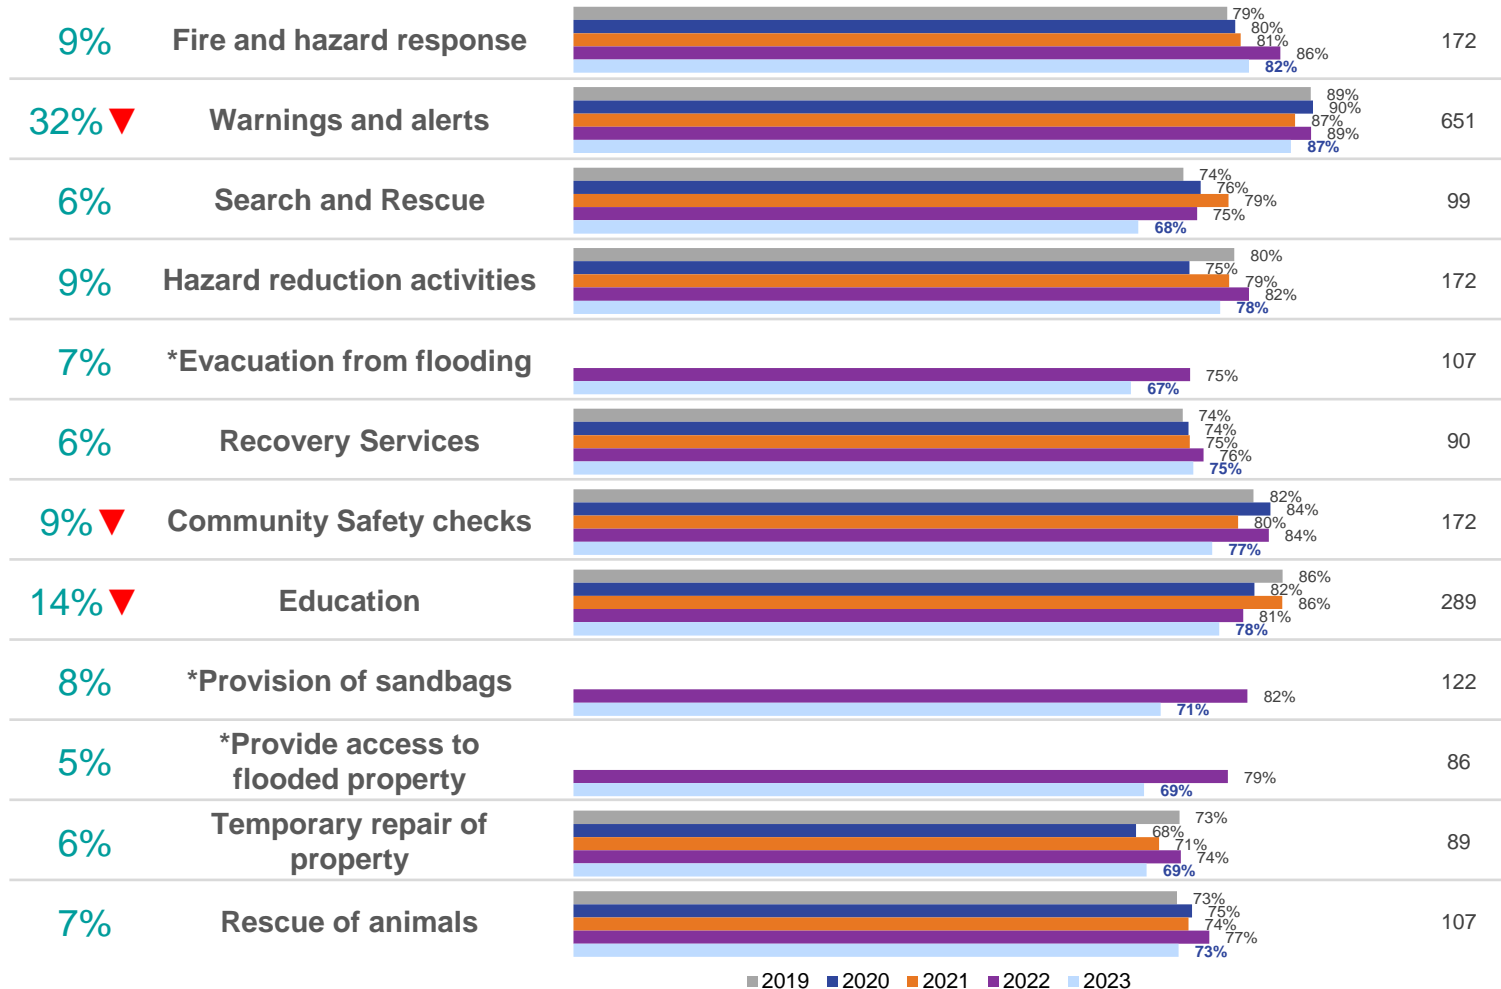 79%
80%
9% Fire and hazard response 81% 172
86%
82%
89%
90%
32% ▼ Warnings and alerts 87% 651
89%
87%
74%
76%
6% Search and Rescue 79% 99
75%
68%
80%
75%
9% Hazard reduction activities 79% 172
82%
78%
7% *Evacuation from flooding 107
75%
67%
74%
74%
6% Recovery Services 75% 90
76%
75%
82%
84%
9% ▼ Community Safety checks 80% 172
84%
77%
86%
82%
14% ▼ Education 86% 289
81%
78%
8% *Provision of sandbags 122
82%
71%
*Provide access to
5% 86
flooded property 79%
69%
73%
Temporary repair of 68%
6% 71% 89
property 74%
69%
73%
75%
7% Rescue of animals 74% 107
77%
73%
2019 2020 2021 2022 2023